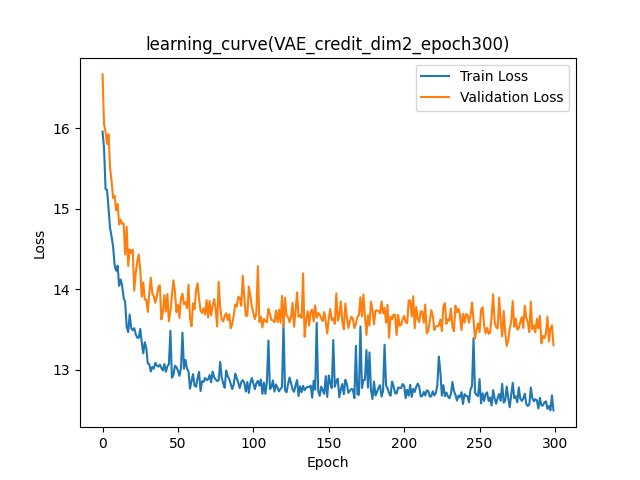 learning_curve(VAE_credit_dim2_epoch300)
Train Loss
Validation Loss
Loss
16
15
14
13
0
50
100
150
200
250
300
Epoch